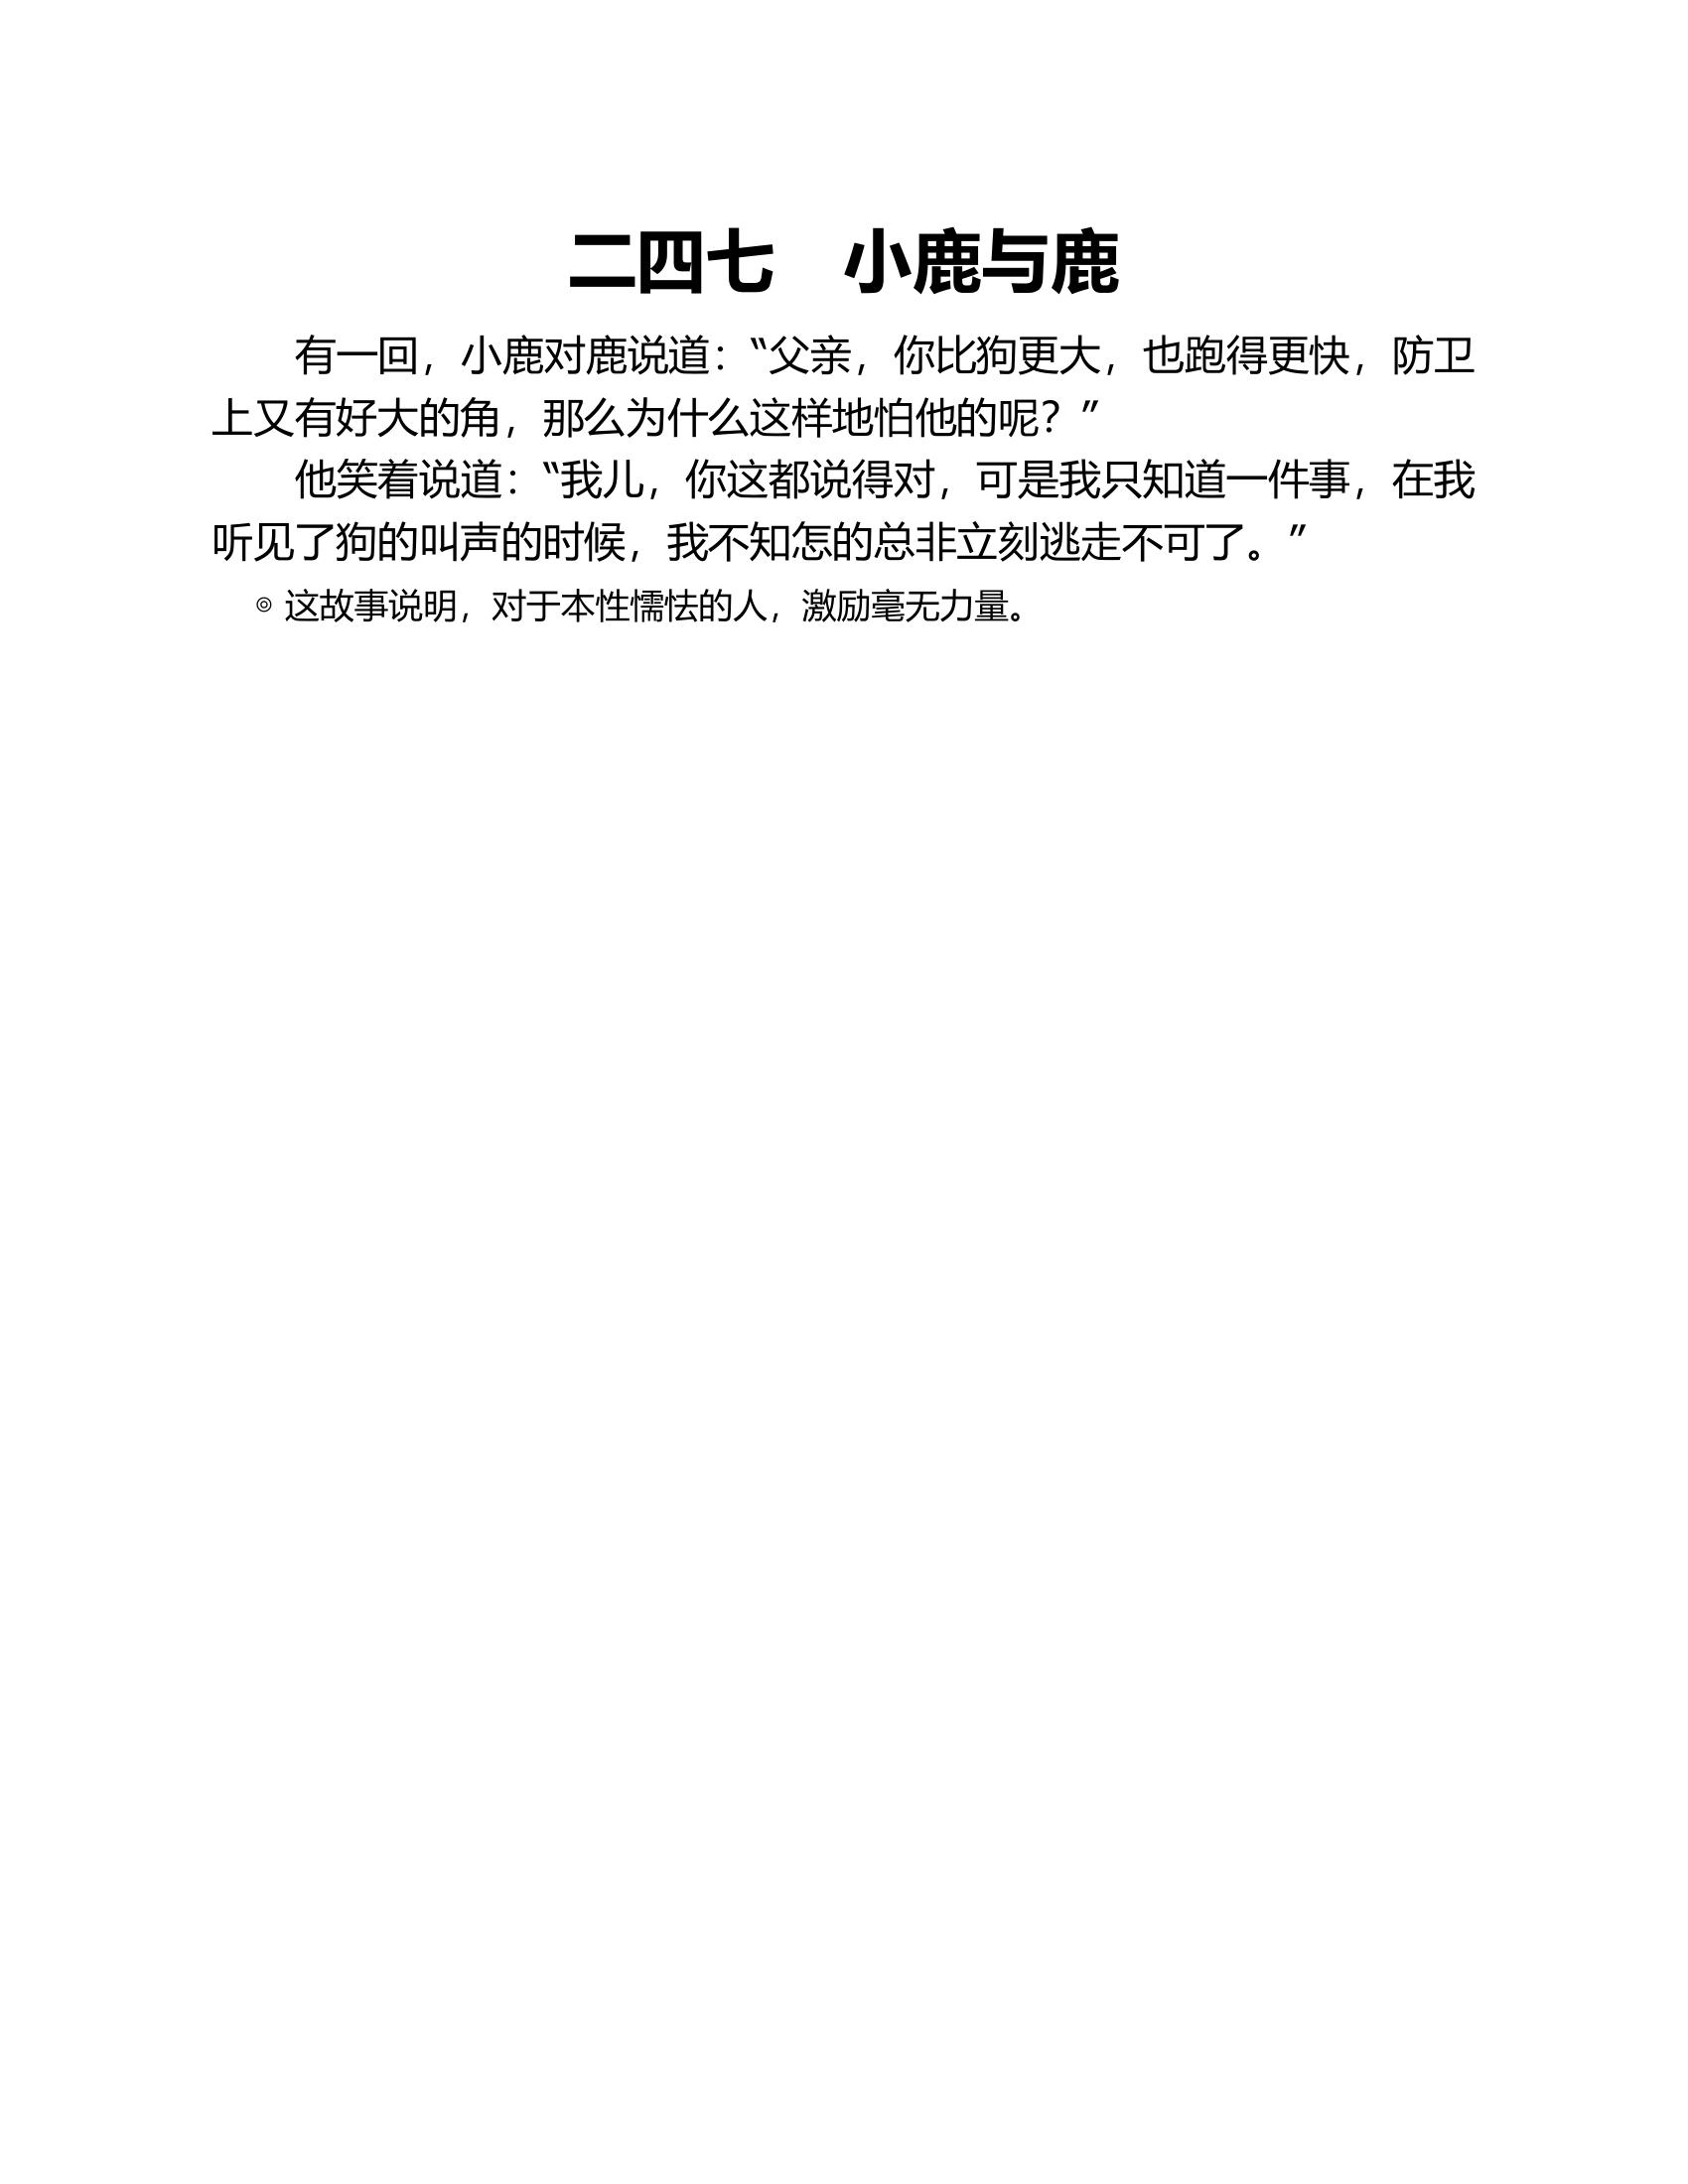 二四七　小鹿与鹿
有一回，小鹿对鹿说道：“父亲，你比狗更大，也跑得更快，防卫
上又有好大的角，那么为什么这样地怕他的呢？”
他笑着说道：“我儿，你这都说得对，可是我只知道一件事，在我
听见了狗的叫声的时候，我不知怎的总非立刻逃走不可了。”
◎ 这故事说明，对于本性懦怯的人，激励毫无力量。